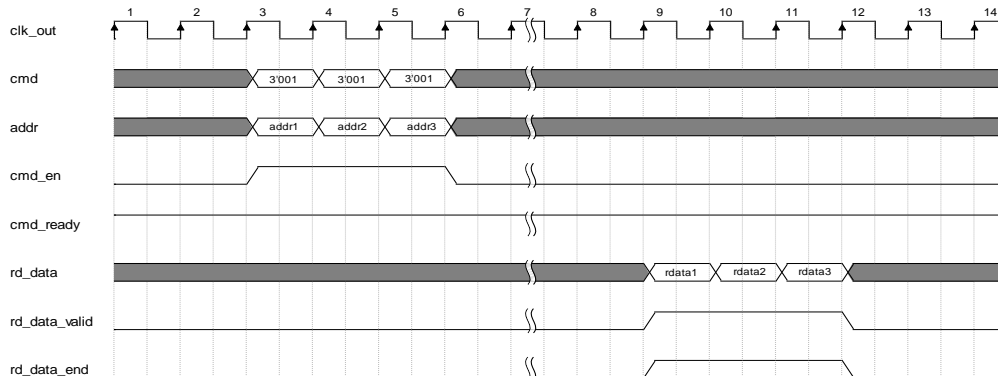 1 2 3 4 5 6 7 8 9 10 11 12 13 14
clk_out
cmd 3'001 3'001 3'001
addr addr1 addr2 addr3
cmd_en
cmd_ready
rd_data rdata1 rdata2 rdata3
rd_data_valid
rd_data_end